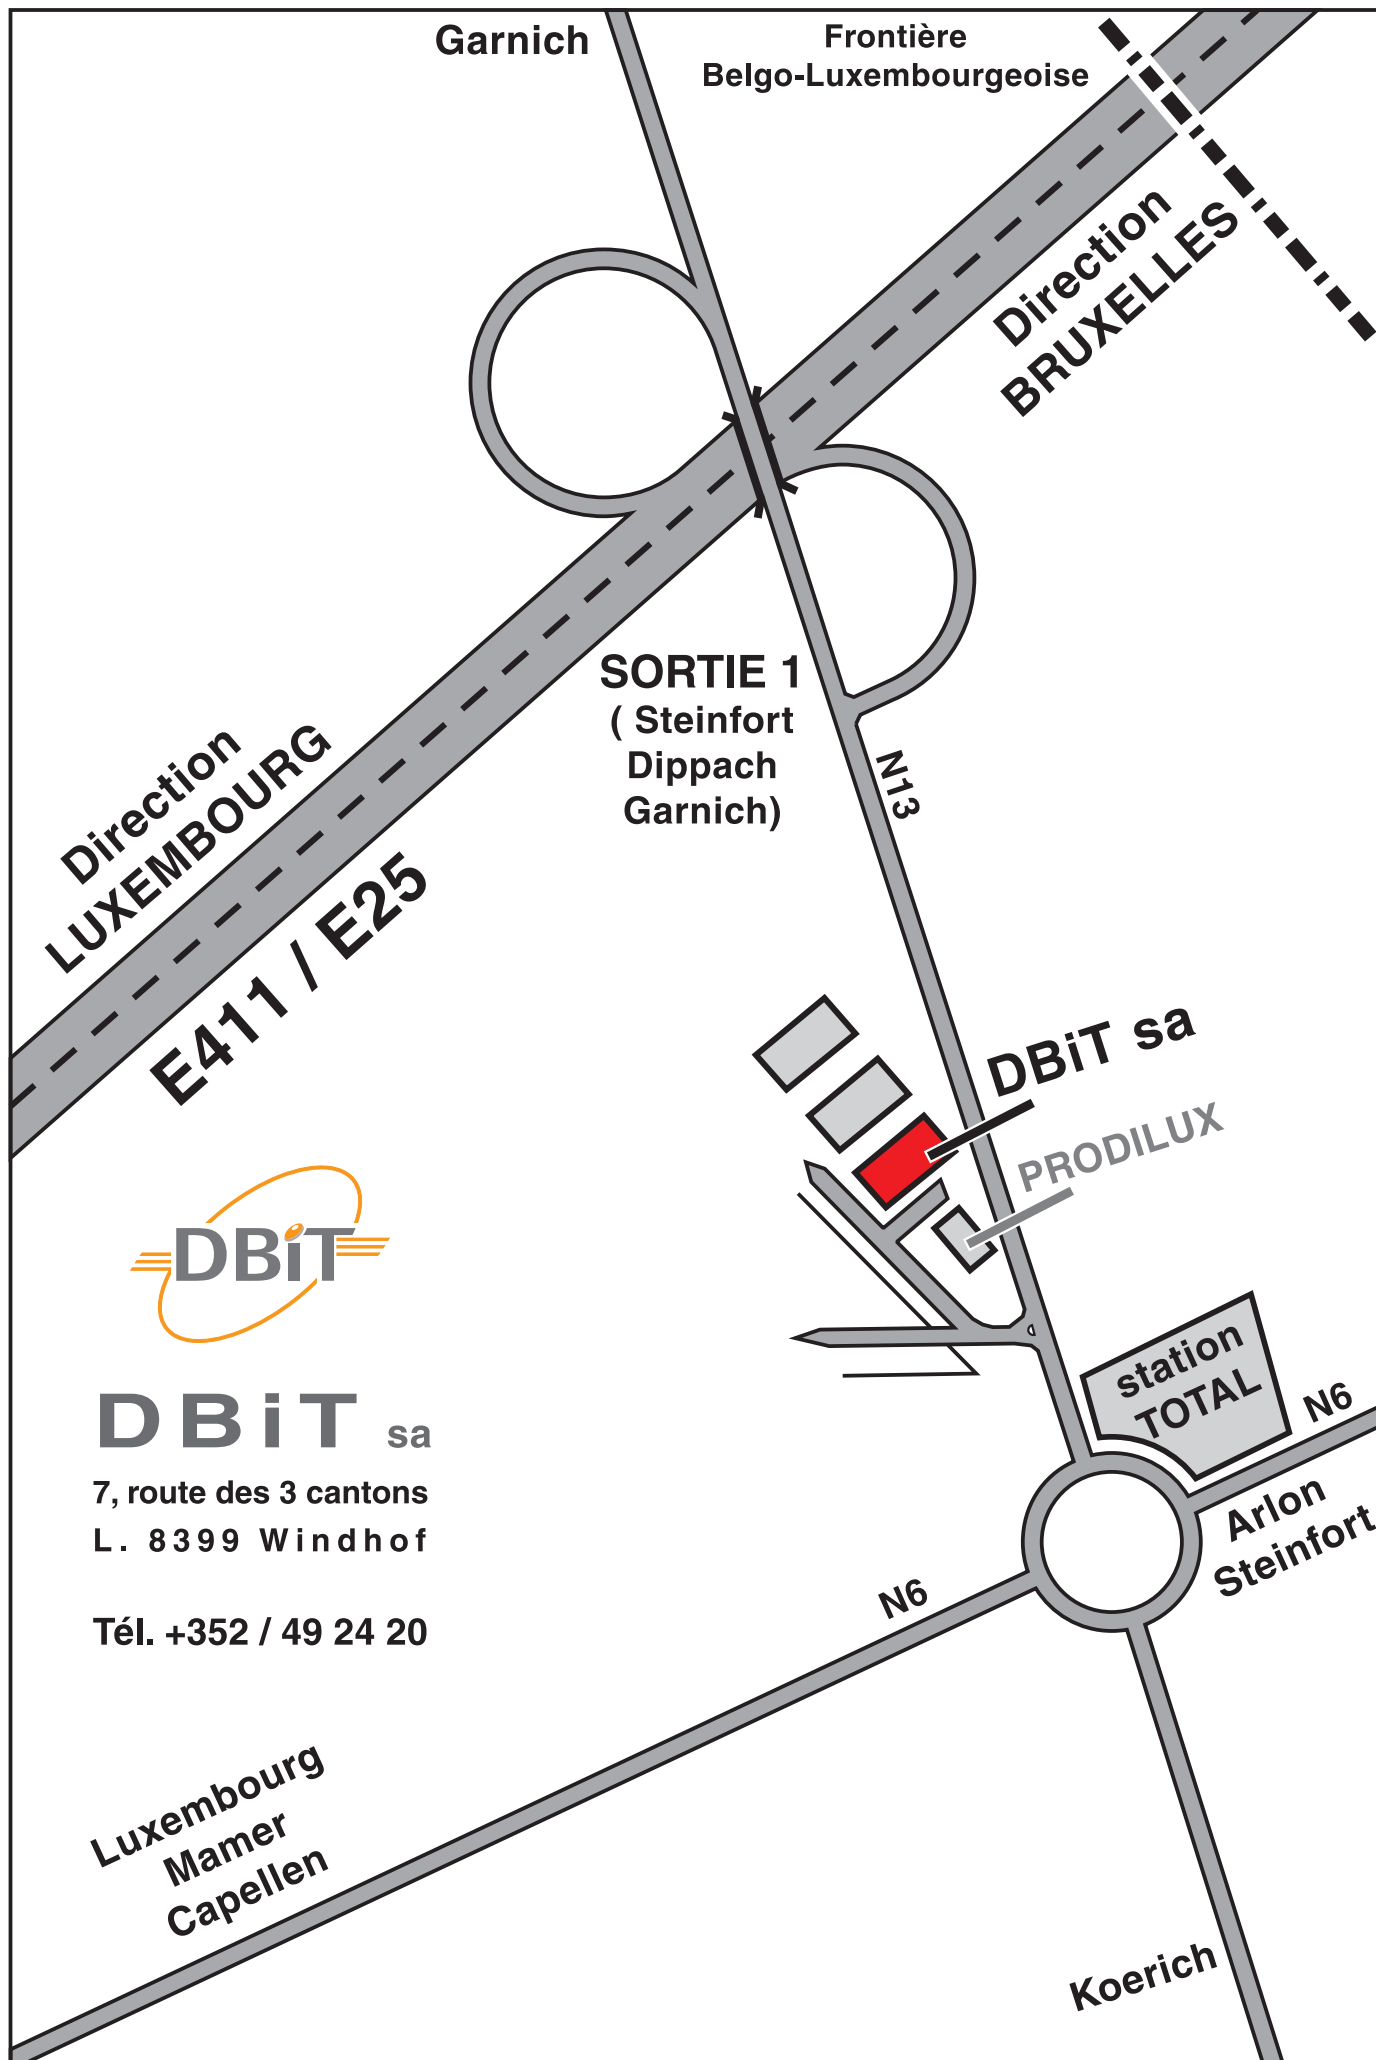 Garnich
Frontière
Belgo-Luxembourgeoise
Direction
BRUXELLES
SORTIE 1
( Steinfort
Dippach
Garnich)
N13
Direction
LUXEMBOURG
E411 / E25
DBiT sa
PRODILUX
DBiT
station
TOTAL
N6
Arlon
Steinfort
DBiT sa
7, route des 3 cantons
L. 8399 Windhof
Tél. +352 / 49 24 20
N6
Luxembourg
Mamer
Capellen
Koerich